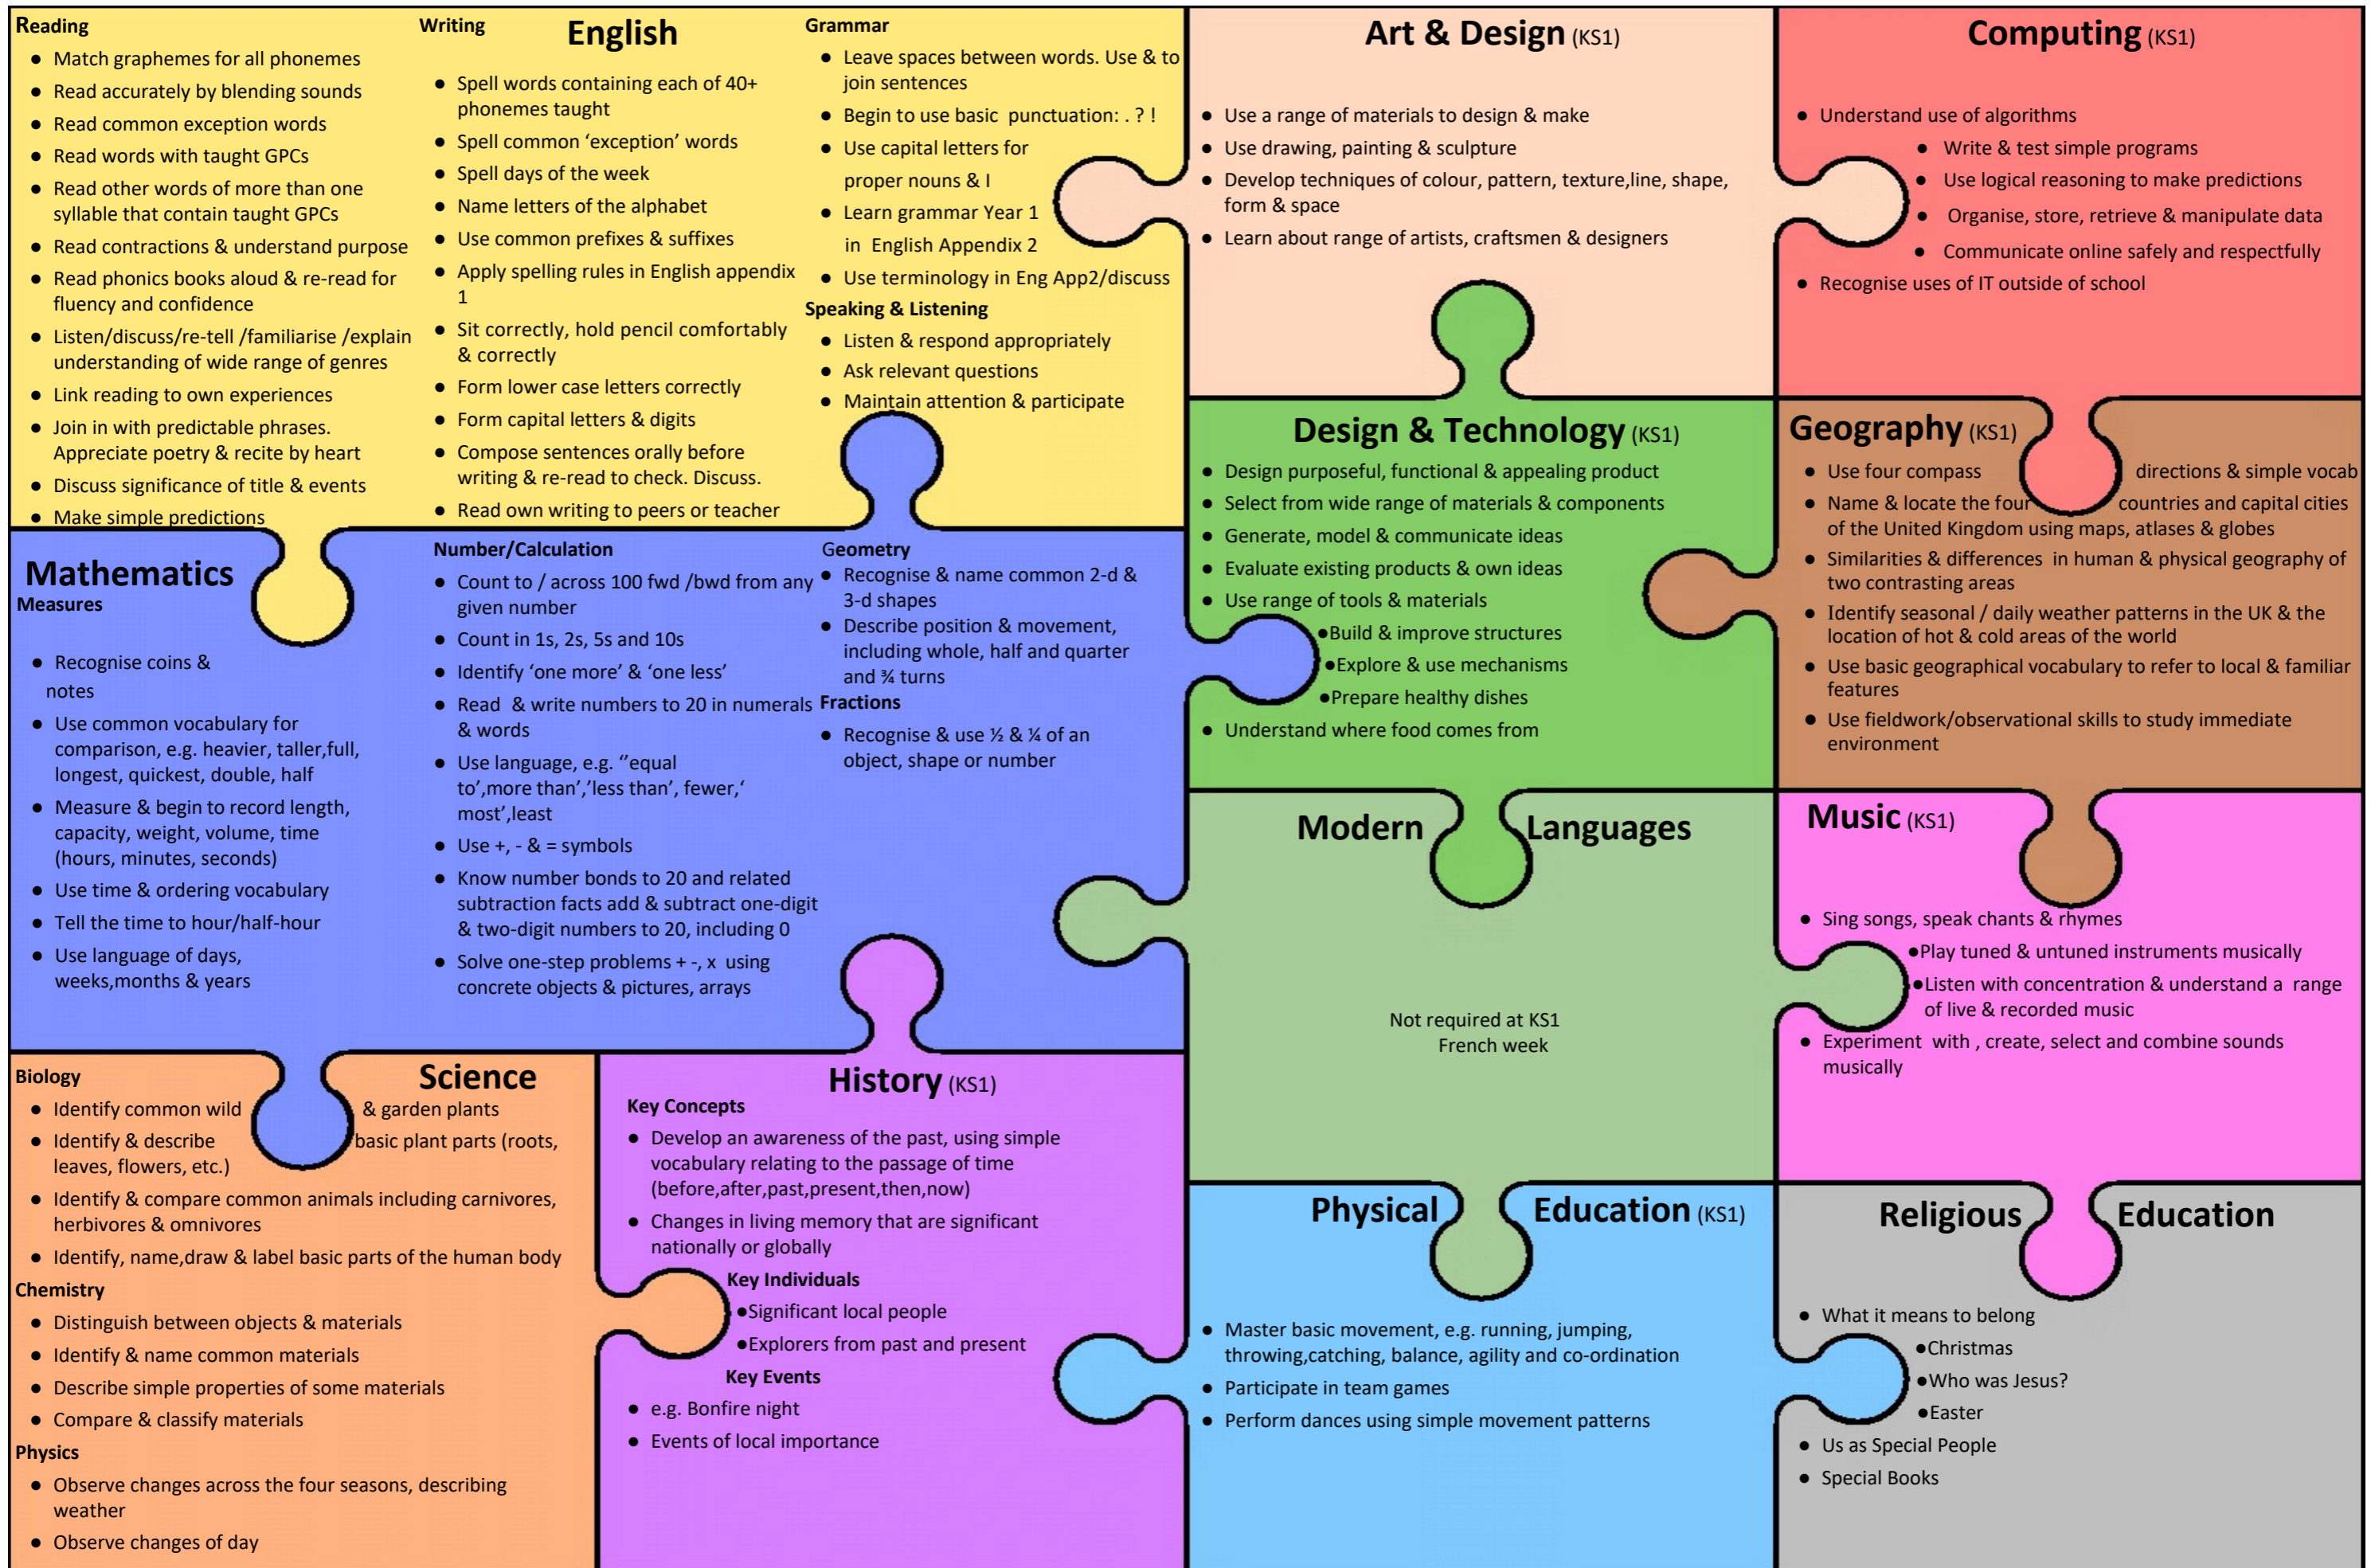 Reading
● Match graphemes for all phonemes
● Read accurately by blending sounds
● Read common exception words
● Read words with taught GPCs
● Read other words of more than one
syllable that contain taught GPCs
● Read contractions & understand purpose
● Read phonics books aloud & re-read for
fluency and confidence
● Listen/discuss/re-tell /familiarise /explain
understanding of wide range of genres
● Link reading to own experiences
● Join in with predictable phrases.
Appreciate poetry & recite by heart
● Discuss significance of title & events
● Make simple predictions
Writing
English
● Spell words containing each of 40+
phonemes taught
● Spell common ‘exception’ words
● Spell days of the week
● Name letters of the alphabet
● Use common prefixes & suffixes
● Apply spelling rules in English appendix
1
● Sit correctly, hold pencil comfortably
& correctly
● Form lower case letters correctly
● Form capital letters & digits
● Compose sentences orally before
writing & re-read to check. Discuss.
● Read own writing to peers or teacher
Grammar
● Leave spaces between words. Use & to
join sentences
● Begin to use basic punctuation: . ? !
● Use capital letters for
proper nouns & I
● Learn grammar Year 1
in English Appendix 2
● Use terminology in Eng App2/discuss
Speaking & Listening
● Listen & respond appropriately
● Ask relevant questions
● Maintain attention & participate
Art & Design (KS1)
● Use a range of materials to design & make
● Use drawing, painting & sculpture
● Develop techniques of colour, pattern, texture,line, shape,
form & space
● Learn about range of artists, craftsmen & designers
Computing (KS1)
● Understand use of algorithms
● Write & test simple programs
● Use logical reasoning to make predictions
● Organise, store, retrieve & manipulate data
● Communicate online safely and respectfully
● Recognise uses of IT outside of school
Design & Technology (KS1)
● Design purposeful, functional & appealing product
● Select from wide range of materials & components
● Generate, model & communicate ideas
● Evaluate existing products & own ideas
● Use range of tools & materials
●Build & improve structures
●Explore & use mechanisms
●Prepare healthy dishes
● Understand where food comes from
Geography (KS1)
● Use four compass directions & simple vocab
● Name & locate the four countries and capital cities
of the United Kingdom using maps, atlases & globes
● Similarities & differences in human & physical geography of
two contrasting areas
● Identify seasonal / daily weather patterns in the UK & the
location of hot & cold areas of the world
● Use basic geographical vocabulary to refer to local & familiar
features
● Use fieldwork/observational skills to study immediate
environment
Mathematics
Measures
● Recognise coins &
notes
● Use common vocabulary for
comparison, e.g. heavier, taller,full,
longest, quickest, double, half
● Measure & begin to record length,
capacity, weight, volume, time
(hours, minutes, seconds)
● Use time & ordering vocabulary
● Tell the time to hour/half-hour
● Use language of days,
weeks,months & years
Number/Calculation
● Count to / across 100 fwd /bwd from any
given number
● Count in 1s, 2s, 5s and 10s
● Identify ‘one more’ & ‘one less’
● Read & write numbers to 20 in numerals
& words
● Use language, e.g. ‘’equal
to’,more than’,’less than’, fewer,‘
most’,least
● Use +, - & = symbols
● Know number bonds to 20 and related
subtraction facts add & subtract one-digit
& two-digit numbers to 20, including 0
● Solve one-step problems + -, x using
concrete objects & pictures, arrays
Geometry
● Recognise & name common 2-d &
3-d shapes
● Describe position & movement,
including whole, half and quarter
and ¾ turns
Fractions
● Recognise & use ½ & ¼ of an
object, shape or number
Modern Languages
Not required at KS1
French week
Music (KS1)
● Sing songs, speak chants & rhymes
●Play tuned & untuned instruments musically
●Listen with concentration & understand a range
of live & recorded music
● Experiment with , create, select and combine sounds
musically
Science
Biology
● Identify common wild & garden plants
● Identify & describe basic plant parts (roots,
leaves, flowers, etc.)
● Identify & compare common animals including carnivores,
herbivores & omnivores
● Identify, name,draw & label basic parts of the human body
Chemistry
● Distinguish between objects & materials
● Identify & name common materials
● Describe simple properties of some materials
● Compare & classify materials
Physics
● Observe changes across the four seasons, describing
weather
● Observe changes of day
History (KS1)
Key Concepts
● Develop an awareness of the past, using simple
vocabulary relating to the passage of time
(before,after,past,present,then,now)
● Changes in living memory that are significant
nationally or globally
Key Individuals
●Significant local people
●Explorers from past and present
Key Events
● e.g. Bonfire night
● Events of local importance
Physical Education (KS1)
● Master basic movement, e.g. running, jumping,
throwing,catching, balance, agility and co-ordination
● Participate in team games
● Perform dances using simple movement patterns
Religious Education
● What it means to belong
●Christmas
●Who was Jesus?
●Easter
● Us as Special People
● Special Books